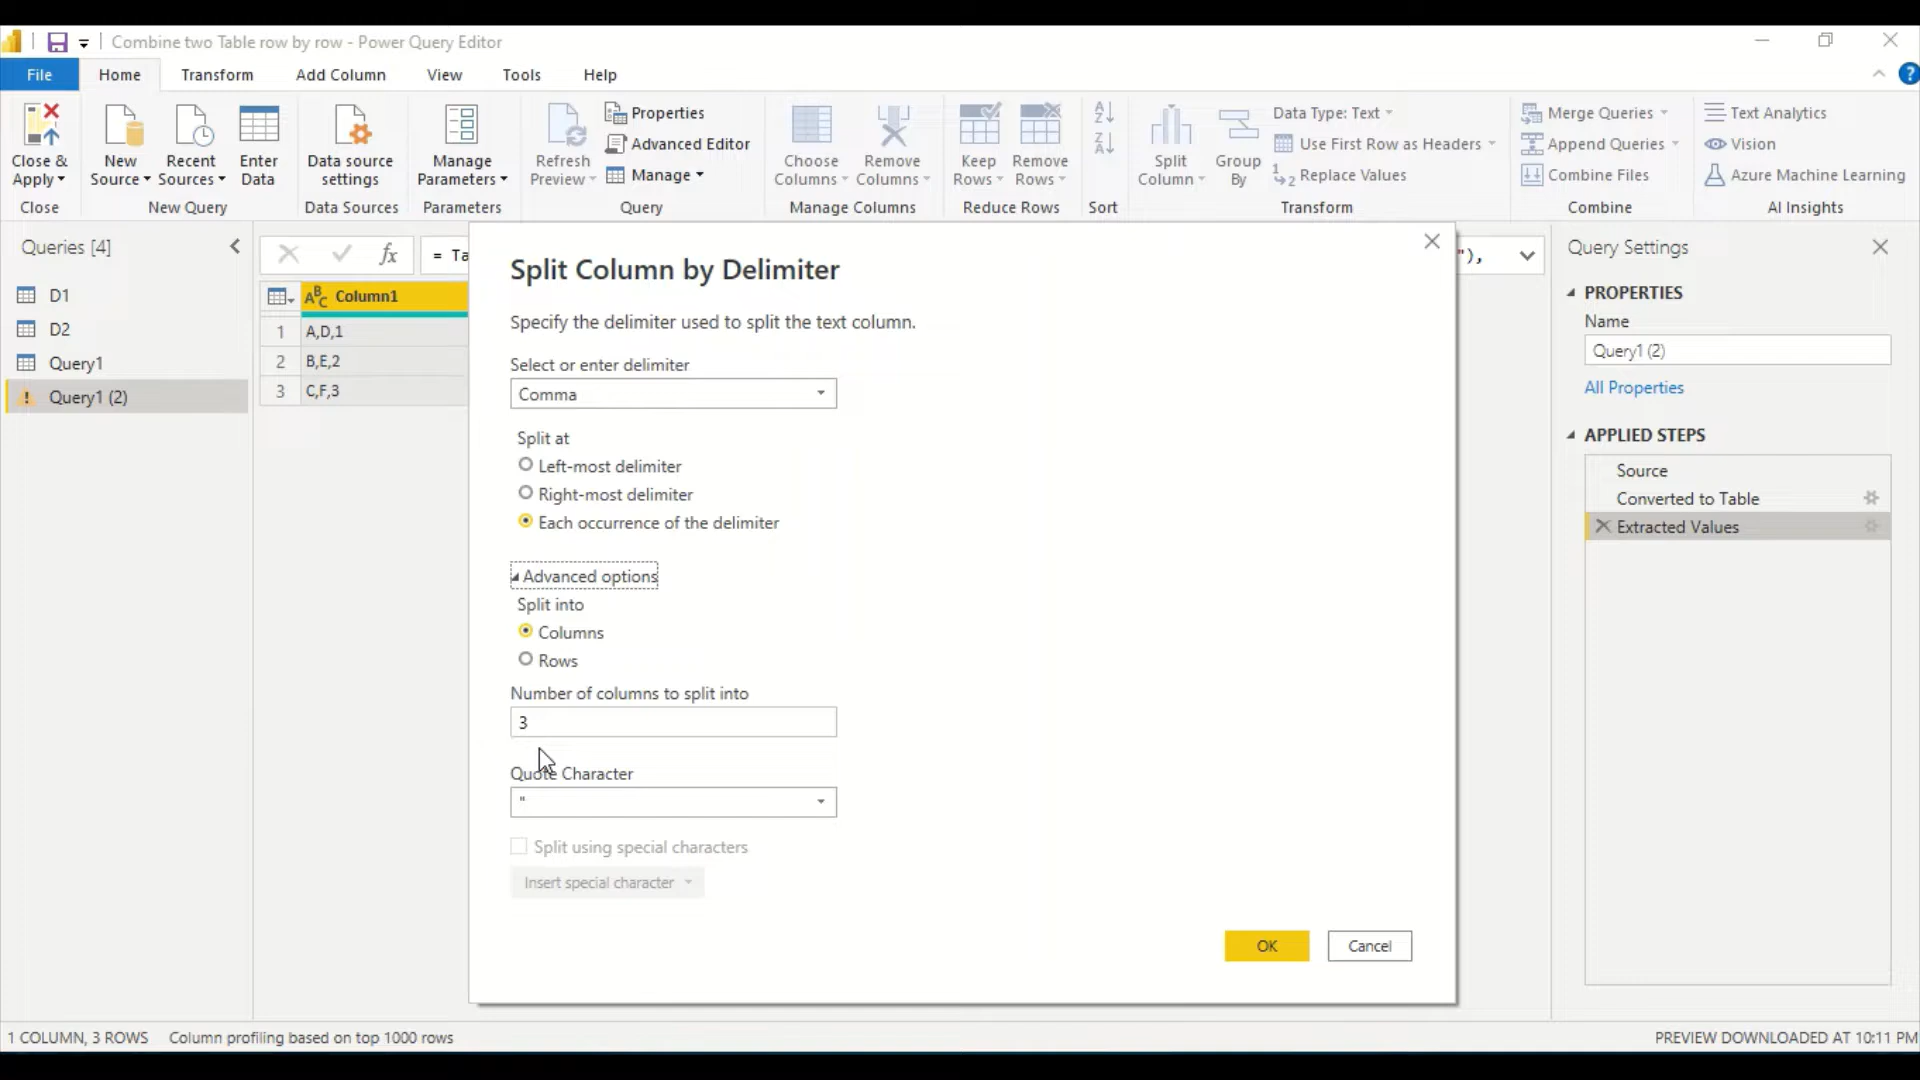 Combine two Table row by row - Power Query Editor
File Home Transform Add Column View Tools Help
Close & Apply
New Source
Recent Sources
Enter Data
Data source settings
Manage Parameters
Refresh Preview
Properties
Advanced Editor
Manage
Choose Columns
Remove Columns
Keep Rows
Remove Rows
Split Column
Group By
Data Type: Text
Use First Row as Headers
Replace Values
Merge Queries
Append Queries
Combine Files
Text Analytics
Vision
Azure Machine Learning
Close New Query Data Sources Parameters Query Manage Columns Reduce Rows Sort Transform Combine AI Insights
Queries [4]
D1
D2
Query1
Query1 (2)
fx = Ta
"),
Column1
1 A,D,1
2 B,E,2
3 C,F,3
Split Column by Delimiter
Specify the delimiter used to split the text column.
Select or enter delimiter
Comma
Split at
Left-most delimiter
Right-most delimiter
Each occurrence of the delimiter
Advanced options
Split into
Columns
Rows
Number of columns to split into
3
Quote Character
"
Split using special characters
Insert special character
OK Cancel
Query Settings
PROPERTIES
Name
Query1 (2)
All Properties
APPLIED STEPS
Source
Converted to Table
Extracted Values
1 COLUMN, 3 ROWS Column profiling based on top 1000 rows
PREVIEW DOWNLOADED AT 10:11 PM